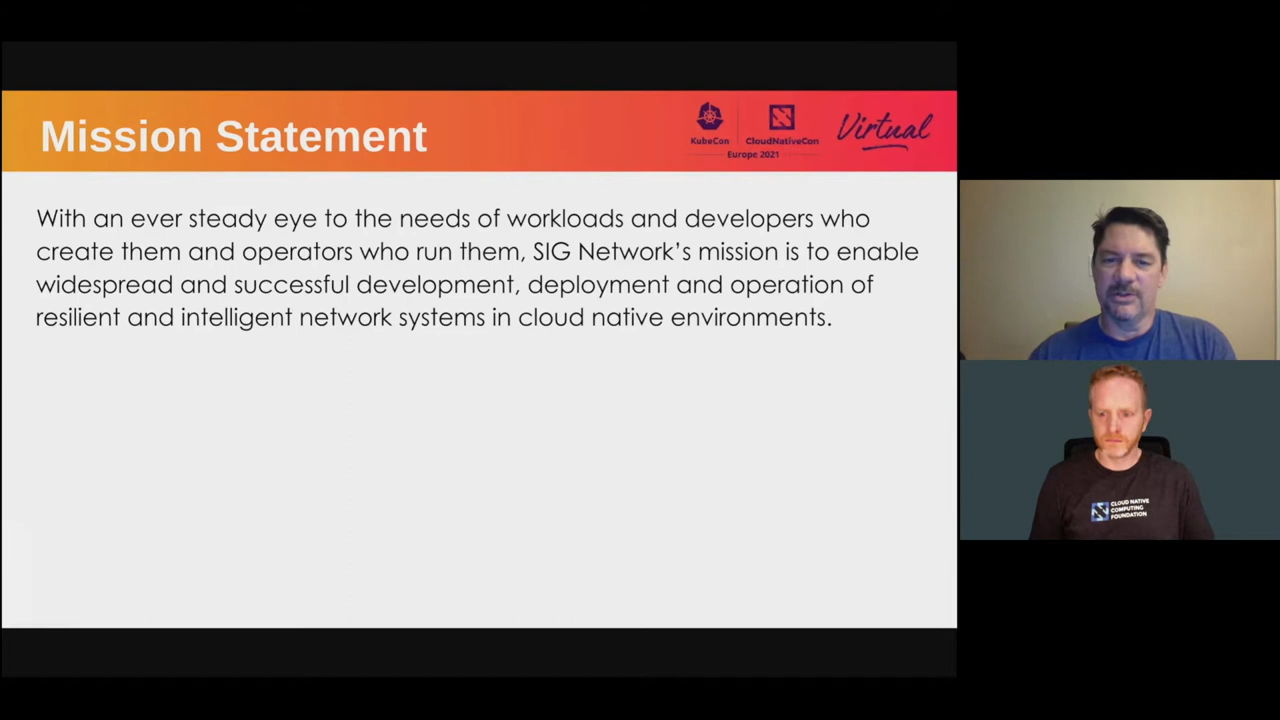 Mission Statement
KubeCon
CloudNativeCon
Europe 2021
Virtual
With an ever steady eye to the needs of workloads and developers who
create them and operators who run them, SIG Network’s mission is to enable
widespread and successful development, deployment and operation of
resilient and intelligent network systems in cloud native environments.
CLOUD NATIVE
COMPUTING
FOUNDATION